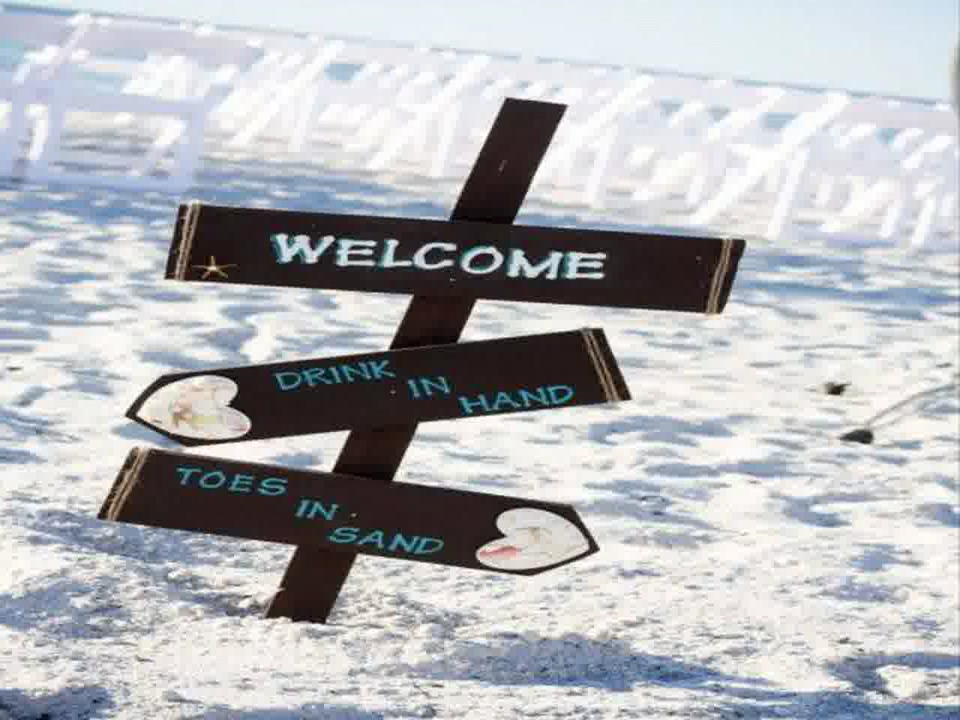 WELCOME
DRINK
IN
HAND
TOES
IN
SAND